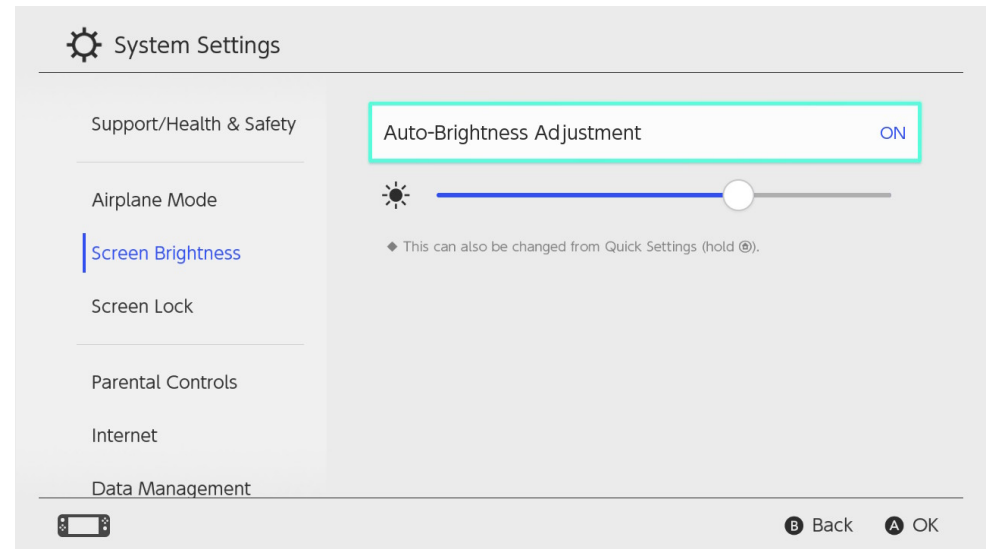 System Settings
Support/Health & Safety
Airplane Mode
Screen Brightness
Screen Lock
Parental Controls
Internet
Data Management
Auto-Brightness Adjustment ON
◆ This can also be changed from Quick Settings (hold ).
B Back A OK